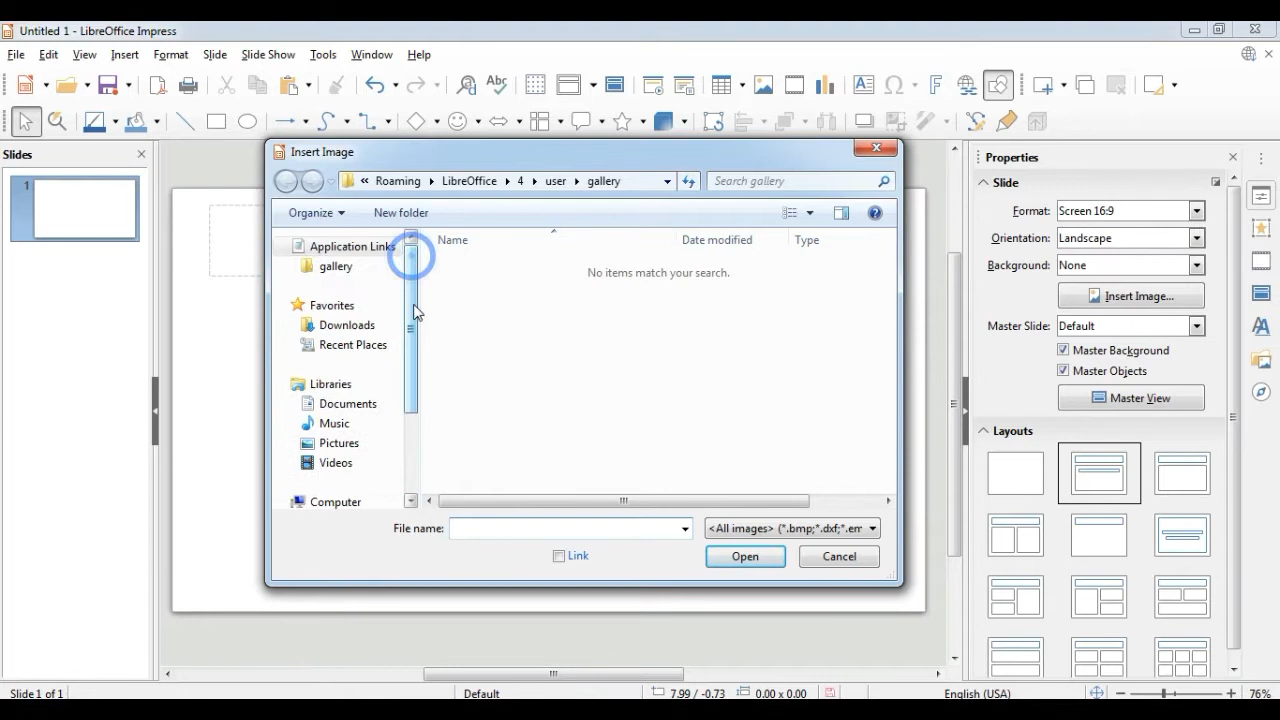 Untitled 1 - LibreOffice Impress
File Edit View Insert Format Slide Slide Show Tools Window Help
Slides
1
Insert Image
« Roaming LibreOffice 4 user gallery
Search gallery
Organize New folder
Application Links
gallery
Favorites
Downloads
Recent Places
Libraries
Documents
Music
Pictures
Videos
Computer
Name Date modified Type
No items match your search.
File name:
<All images> (*.bmp;*.dxf;*.em
Link
Open Cancel
Properties
Slide
Format: Screen 16:9
Orientation: Landscape
Background: None
Insert Image...
Master Slide: Default
Master Background
Master Objects
Master View
Layouts
Slide 1 of 1 Default 7.99 / -0.73 0.00 x 0.00 English (USA) 76%